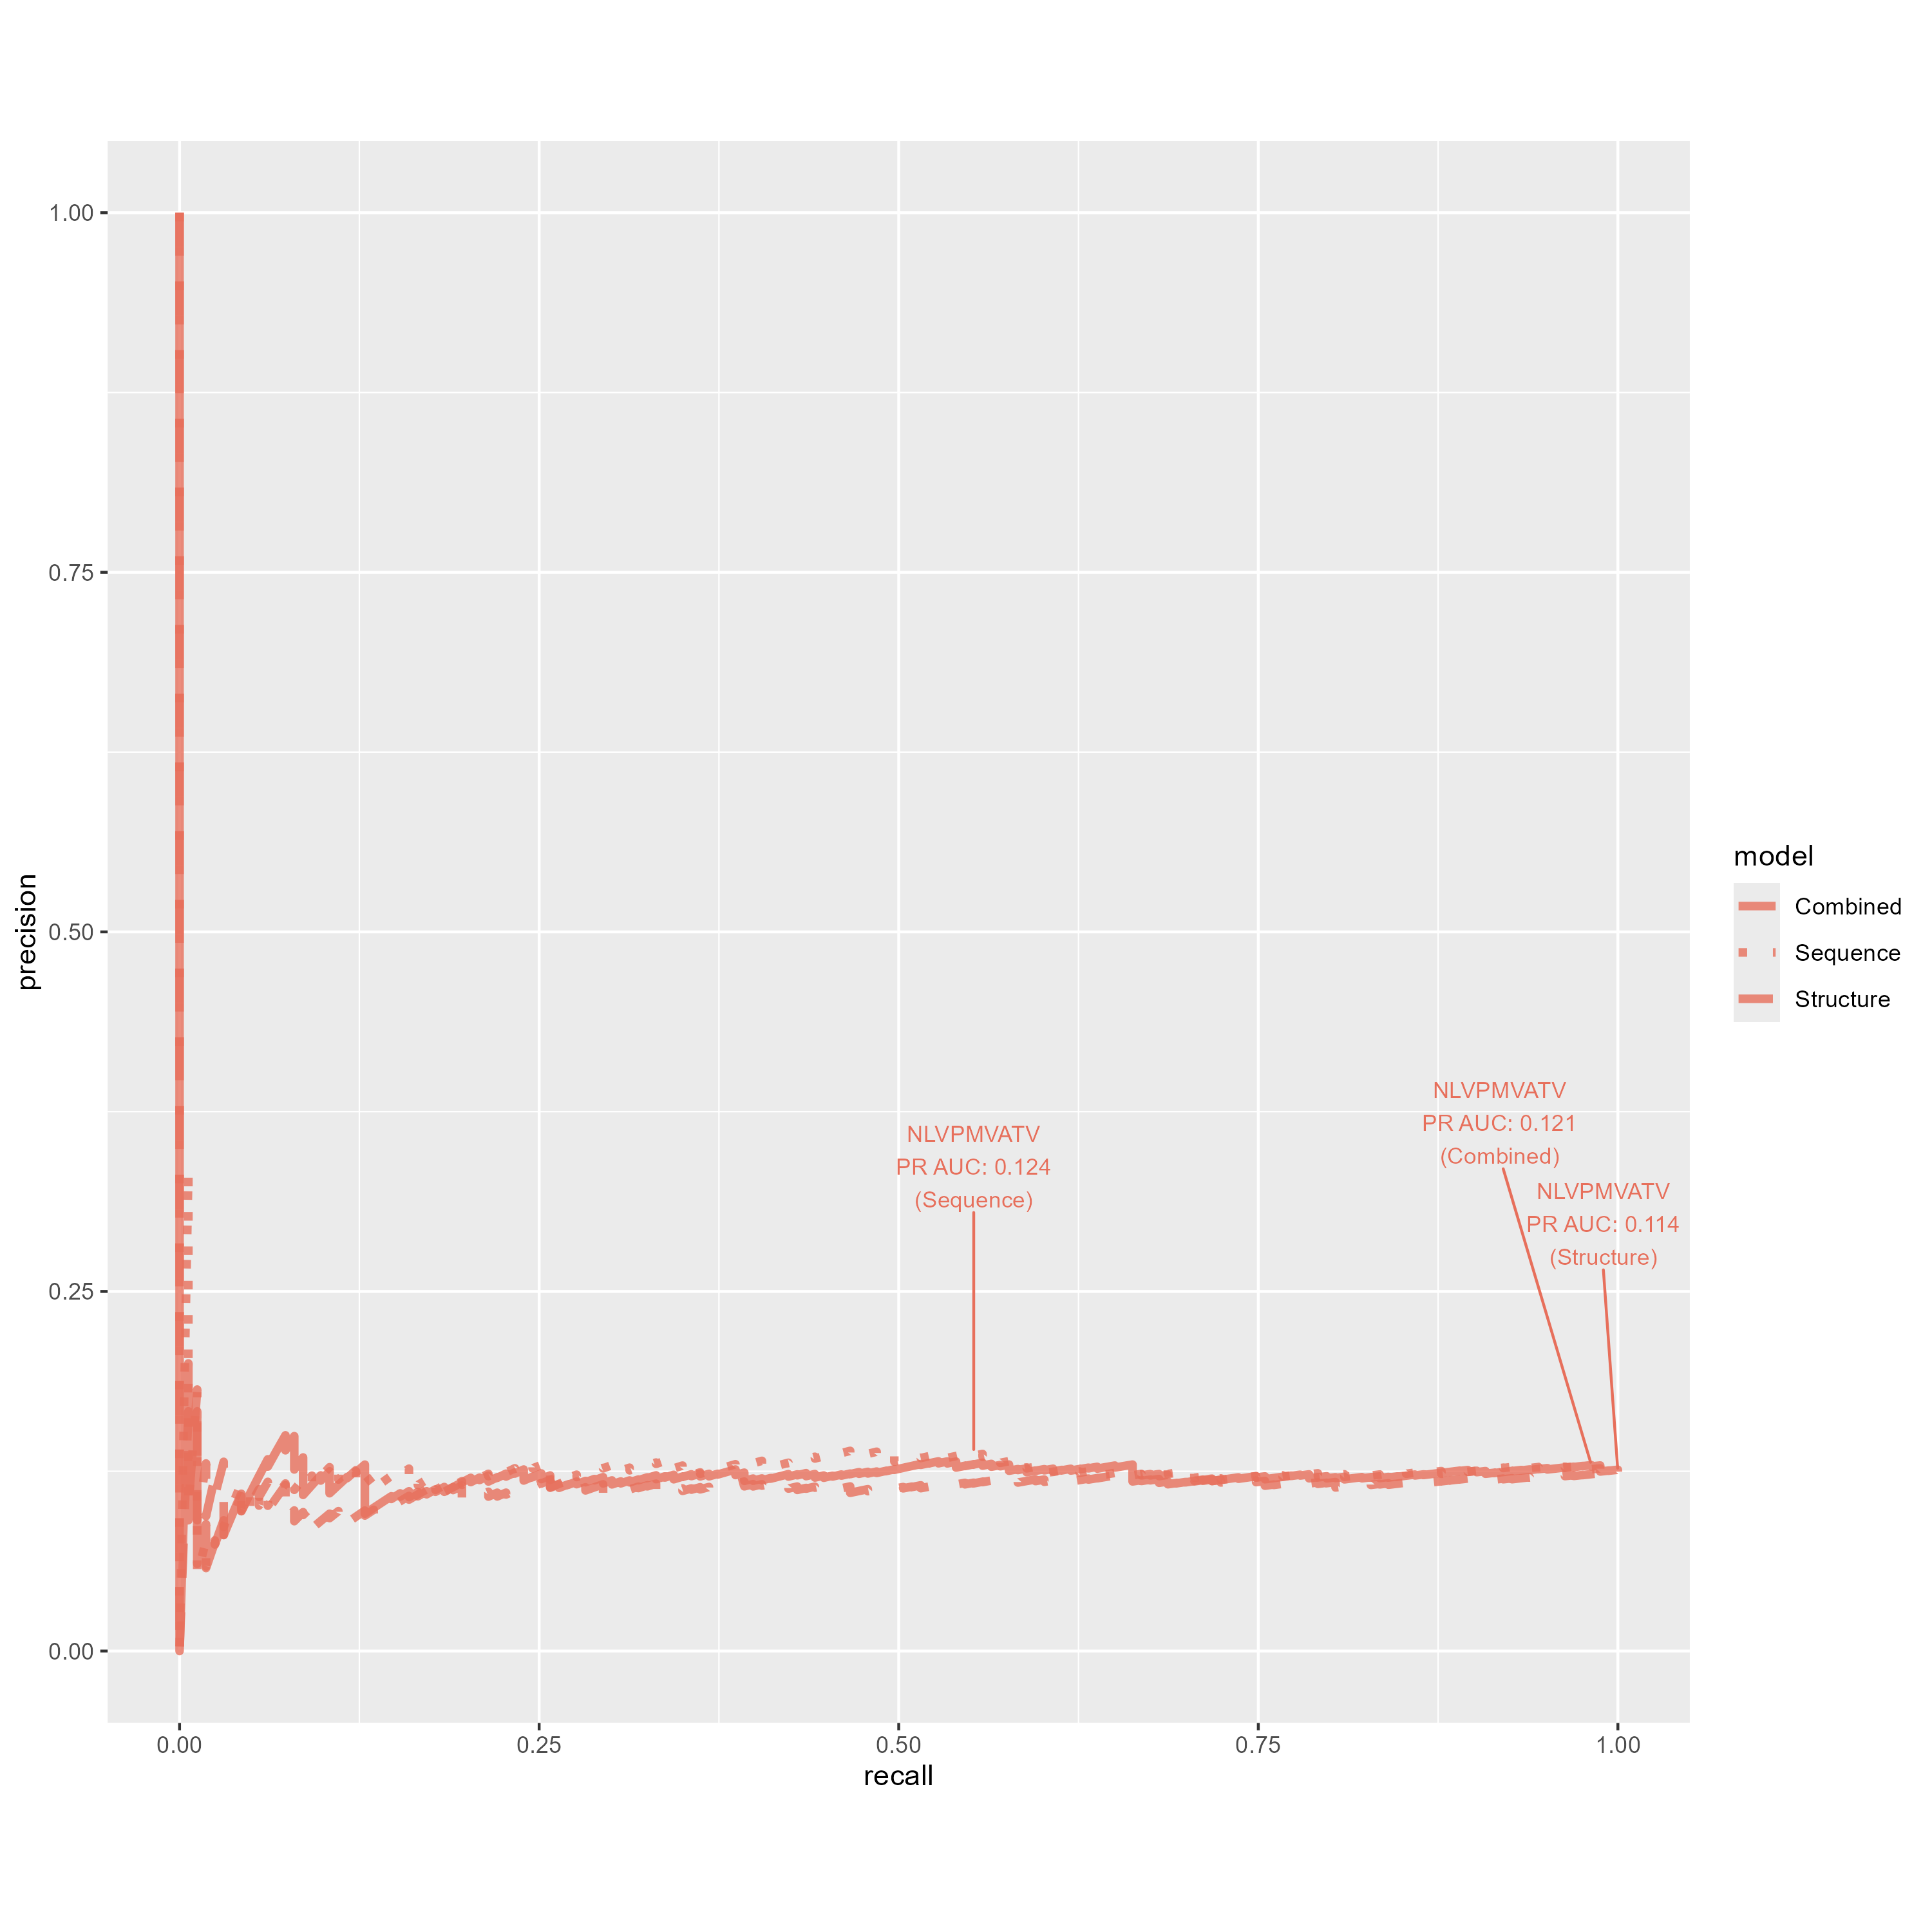 1.00
0.75
0.50
0.25
0.00
precision
NLVPMVATV
PR AUC: 0.124
(Sequence)
NLVPMVATV
PR AUC: 0.121
(Combined)
NLVPMVATV
PR AUC: 0.114
(Structure)
0.00
0.25
0.50
0.75
1.00
recall
model
Combined
Sequence
Structure